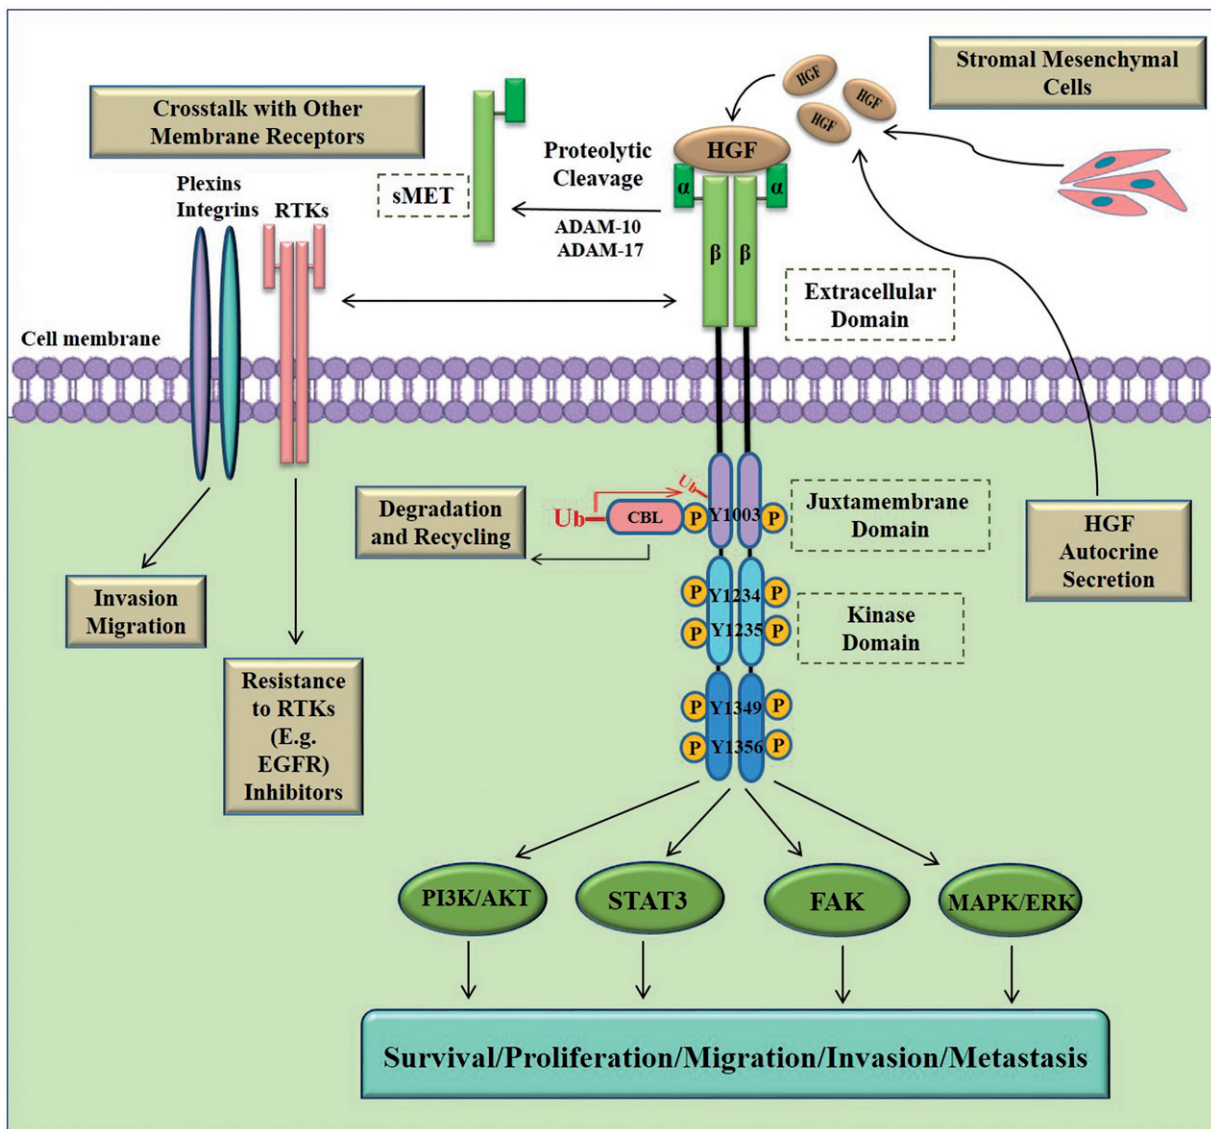 Stromal Mesenchymal
Cells
HGF
HGF
HGF
Crosstalk with Other
Membrane Receptors
Plexins
Integrins
RTKs
sMET
Proteolytic
Cleavage
ADAM-10
ADAM-17
HGF
α
α
β
β
Extracellular
Domain
Cell membrane
Degradation
and Recycling
Ub
CBL
Ub
P
Y1003
P
Juxtamembrane
Domain
HGF
Autocrine
Secretion
P
Y1234
P
P
Y1235
P
Kinase
Domain
Invasion
Migration
Resistance
to RTKs
(E.g.
EGFR)
Inhibitors
P
Y1349
P
P
Y1356
P
PI3K/AKT
STAT3
FAK
MAPK/ERK
Survival/Proliferation/Migration/Invasion/Metastasis